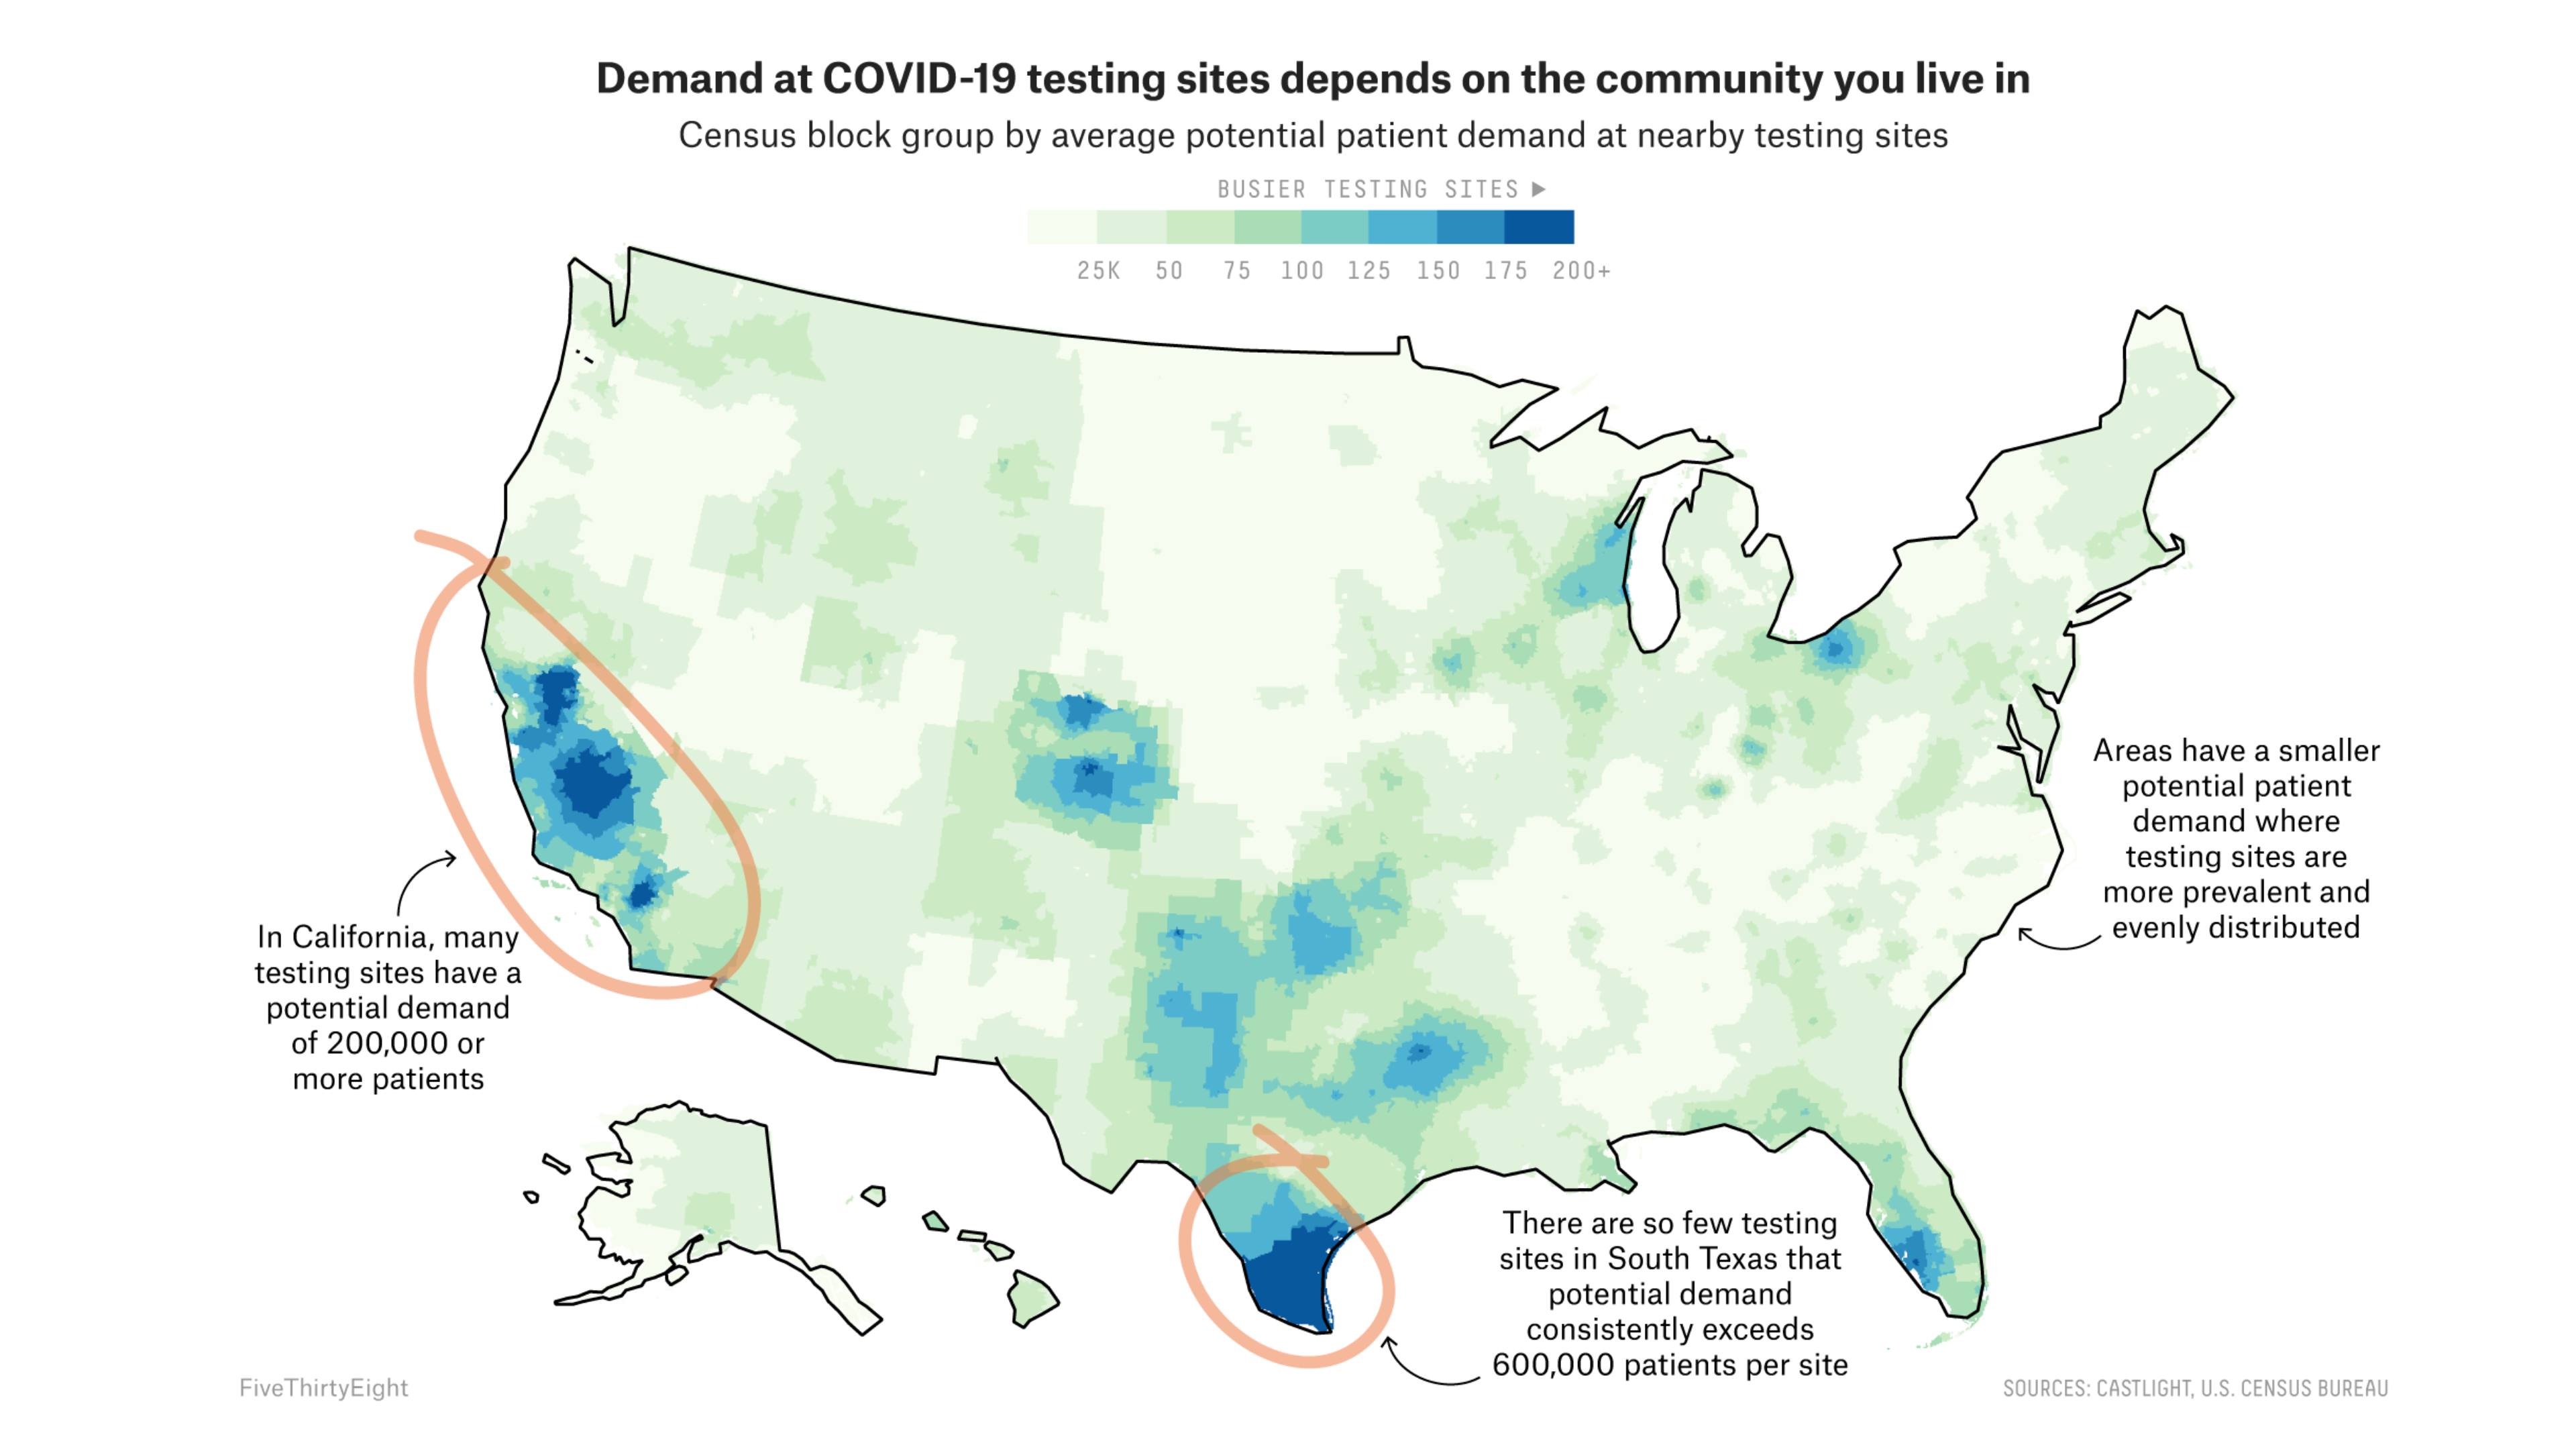 Demand at COVID-19 testing sites depends on the community you live in
Census block group by average potential patient demand at nearby testing sites
BUSIER TESTING SITES ►
25K 50 75 100 125 150 175 200+
Areas have a smaller
potential patient
demand where
testing sites are
more prevalent and
evenly distributed
In California, many
testing sites have a
potential demand
of 200,000 or
more patients
There are so few testing
sites in South Texas that
potential demand
consistently exceeds
600,000 patients per site
FiveThirtyEight
SOURCES: CASTLIGHT, U.S. CENSUS BUREAU